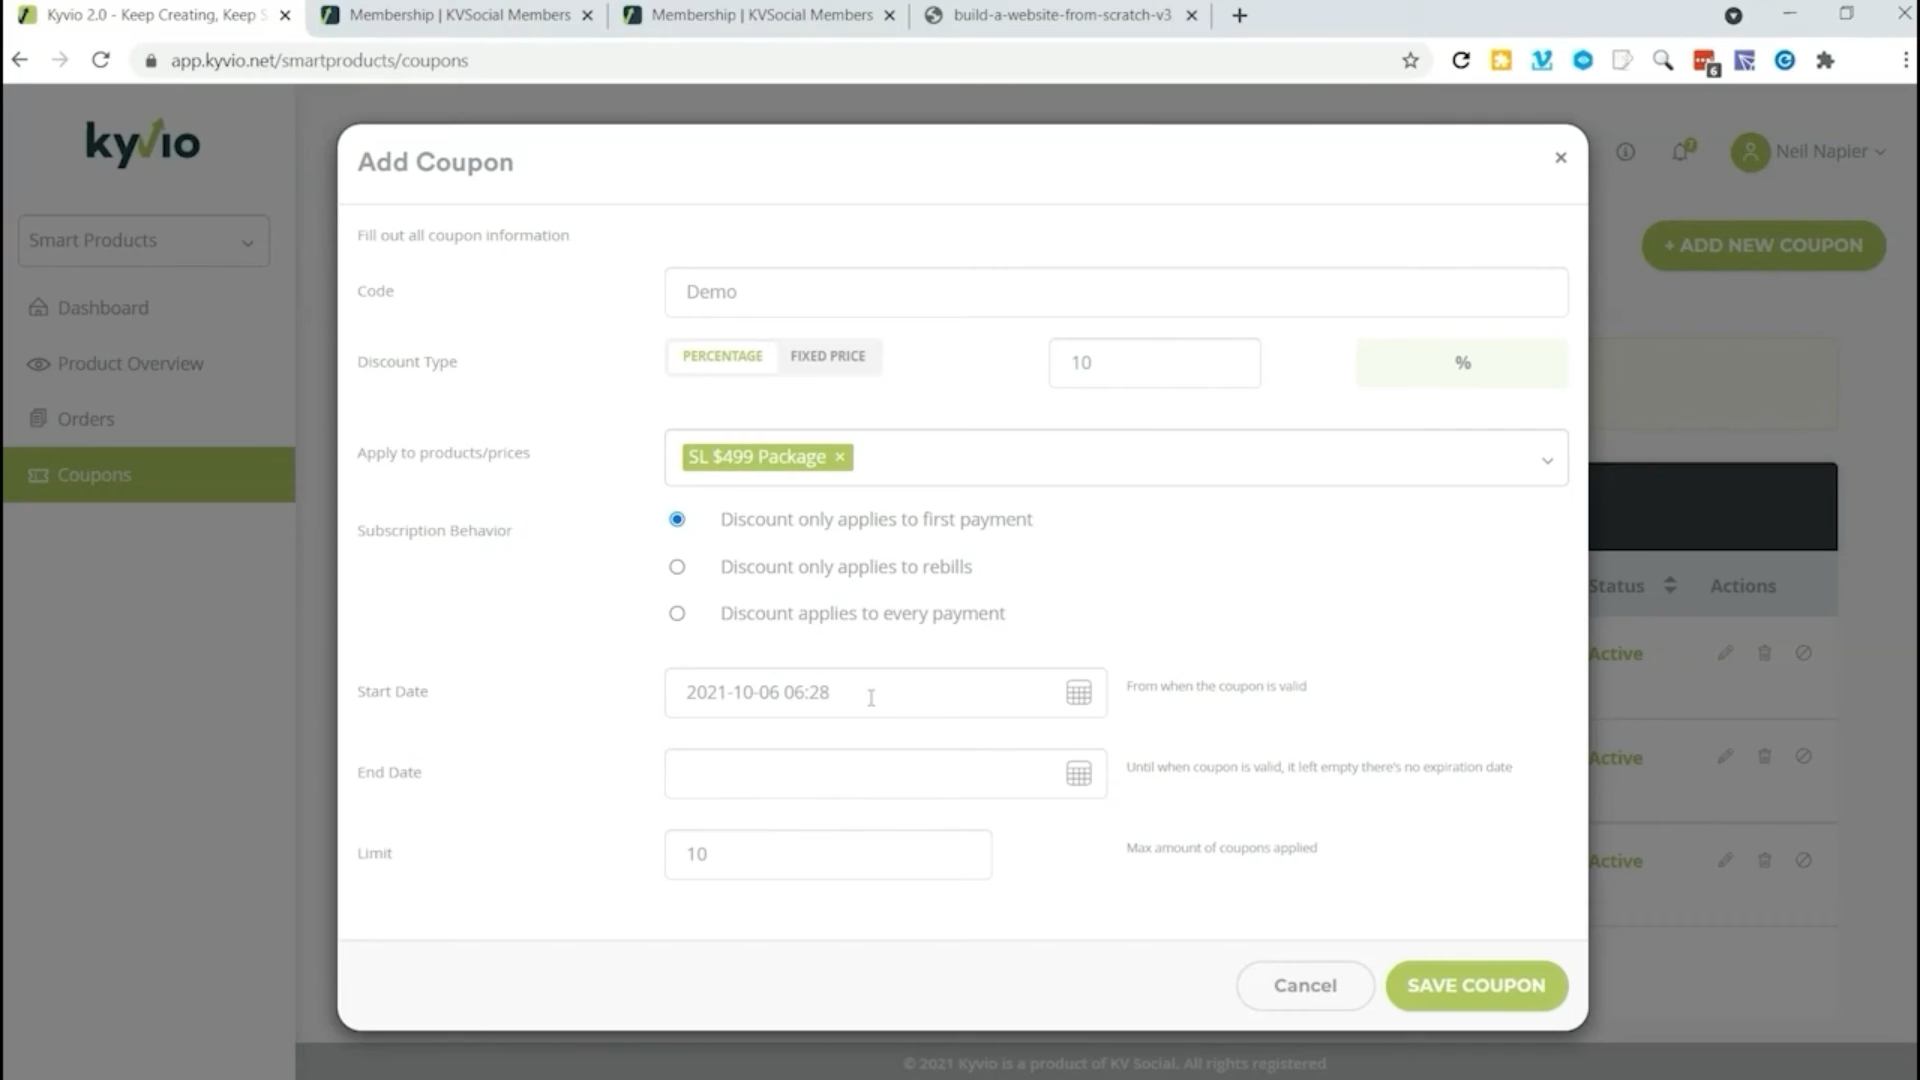 Kyvio 2.0 - Keep Creating, Keep S
Membership | KVSocial Members
Membership | KVSocial Members
build-a-website-from-scratch-v3
app.kyvio.net/smartproducts/coupons
6
kyvio
7
Neil Napier
Smart Products
+ ADD NEW COUPON
Dashboard
Product Overview
Orders
Coupons
Add Coupon
Fill out all coupon information
Code
Demo
Discount Type
PERCENTAGE
FIXED PRICE
10
%
Apply to products/prices
SL $499 Package ×
Subscription Behavior
Discount only applies to first payment
Discount only applies to rebills
Discount applies to every payment
Start Date
2021-10-06 06:28
From when the coupon is valid
End Date
Until when coupon is valid, it left empty there's no expiration date
Limit
10
Max amount of coupons applied
Cancel
SAVE COUPON
Status
Actions
Active
Active
Active
© 2021 Kyvio is a product of KV Social. All rights registered